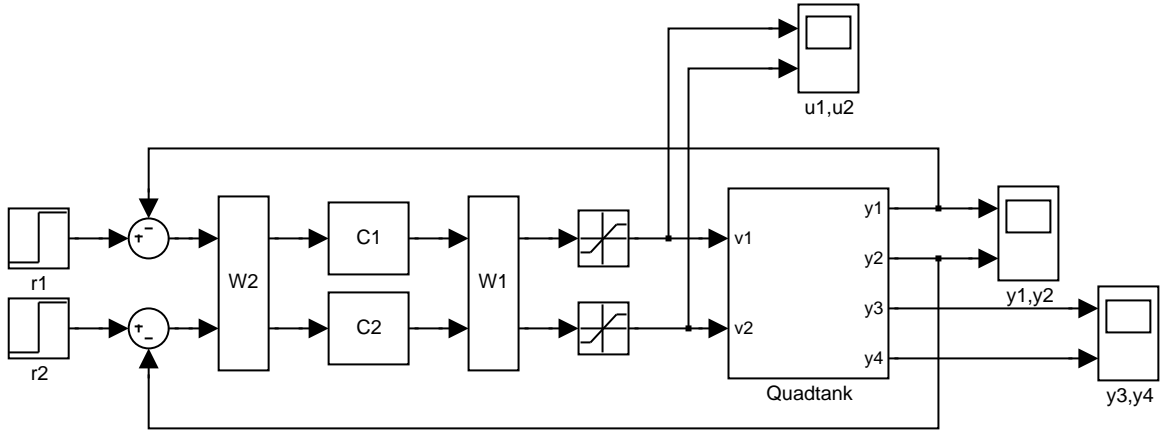 u1,u2
r1
r2
W2
C1
C2
W1
v1
v2
y1
y2
y3
y4
Quadtank
y1,y2
y3,y4
+
−
+
−